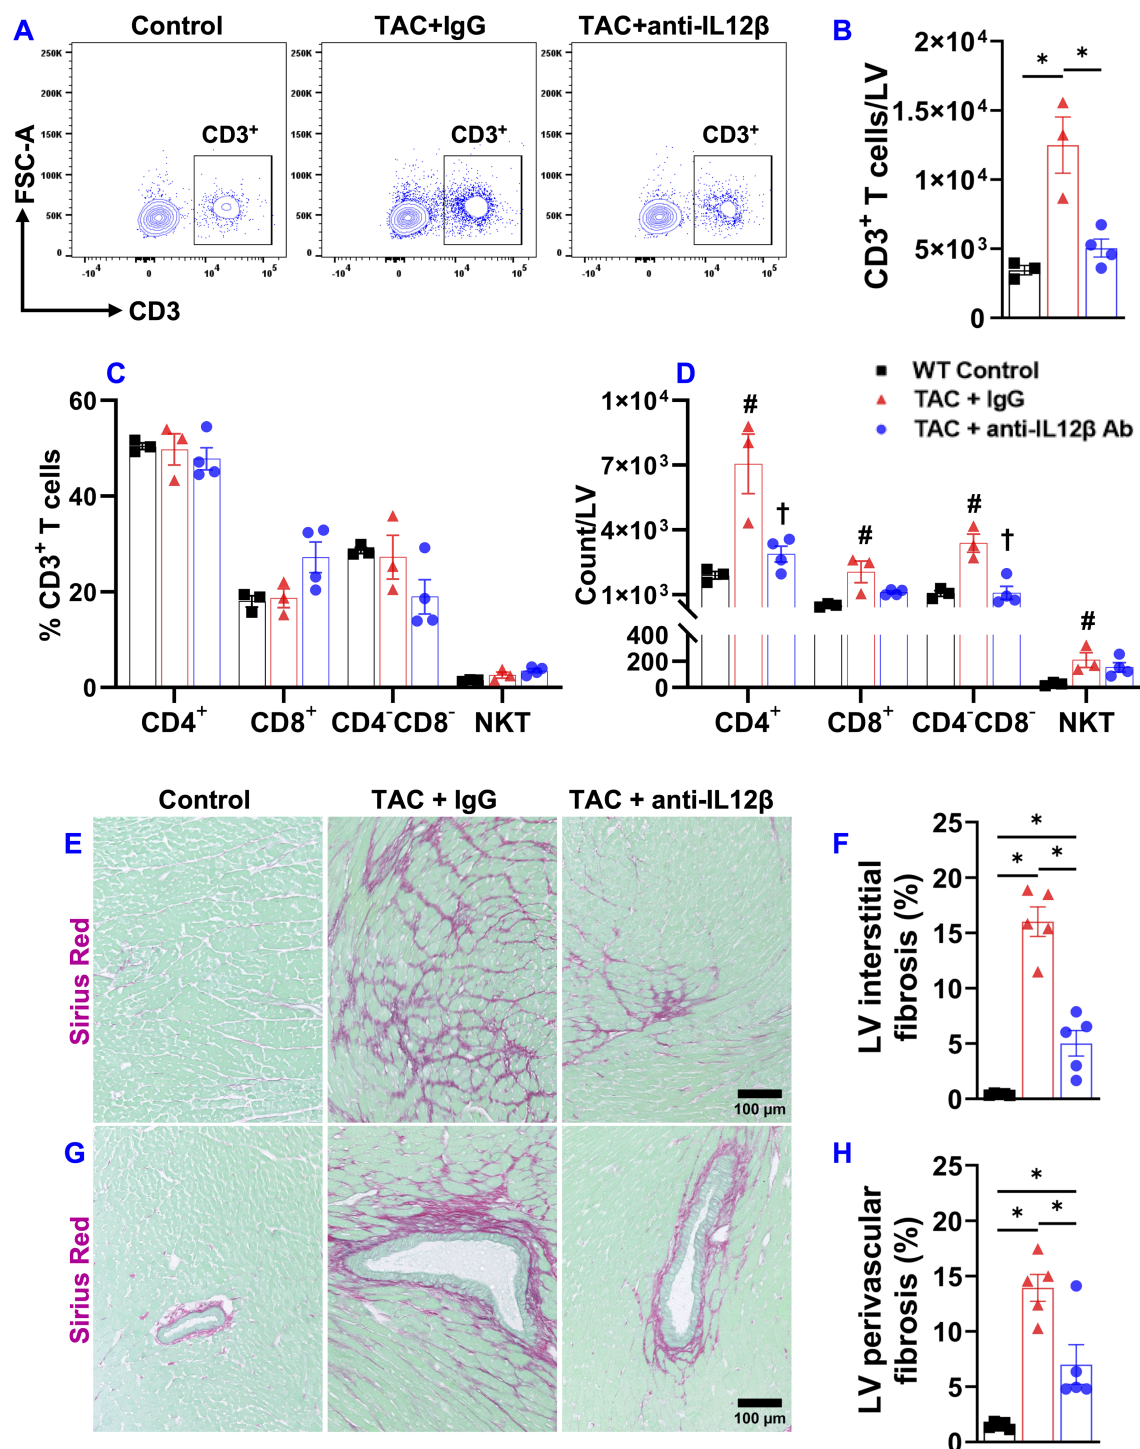 A
Control
TAC+IgG
TAC+anti-IL12β
FSC-A
250K
200K
150K
100K
50K
0
CD3⁺
-10⁴
0
10⁴
10⁵
250K
200K
150K
100K
50K
0
CD3⁺
-10⁴
0
10⁴
10⁵
250K
200K
150K
100K
50K
0
CD3⁺
-10⁴
0
10⁴
10⁵
CD3
B
CD3⁺ T cells/LV
2×10⁴
1.5×10⁴
1×10⁴
5×10³
0
*
*
WT Control
TAC + IgG
TAC + anti-IL12β Ab
C
% CD3⁺ T cells
60
40
20
0
CD4⁺
CD8⁺
CD4⁻CD8⁻
NKT
D
Count/LV
1×10⁴
7×10³
4×10³
1×10³
400
200
0
#
†
#
#
†
#
CD4⁺
CD8⁺
CD4⁻CD8⁻
NKT
Control
TAC + IgG
TAC + anti-IL12β
E
Sirius Red
100 µm
F
LV interstitial
fibrosis (%)
25
20
15
10
5
0
*
*
*
G
Sirius Red
100 µm
H
LV perivascular
fibrosis (%)
25
20
15
10
5
0
*
*
*